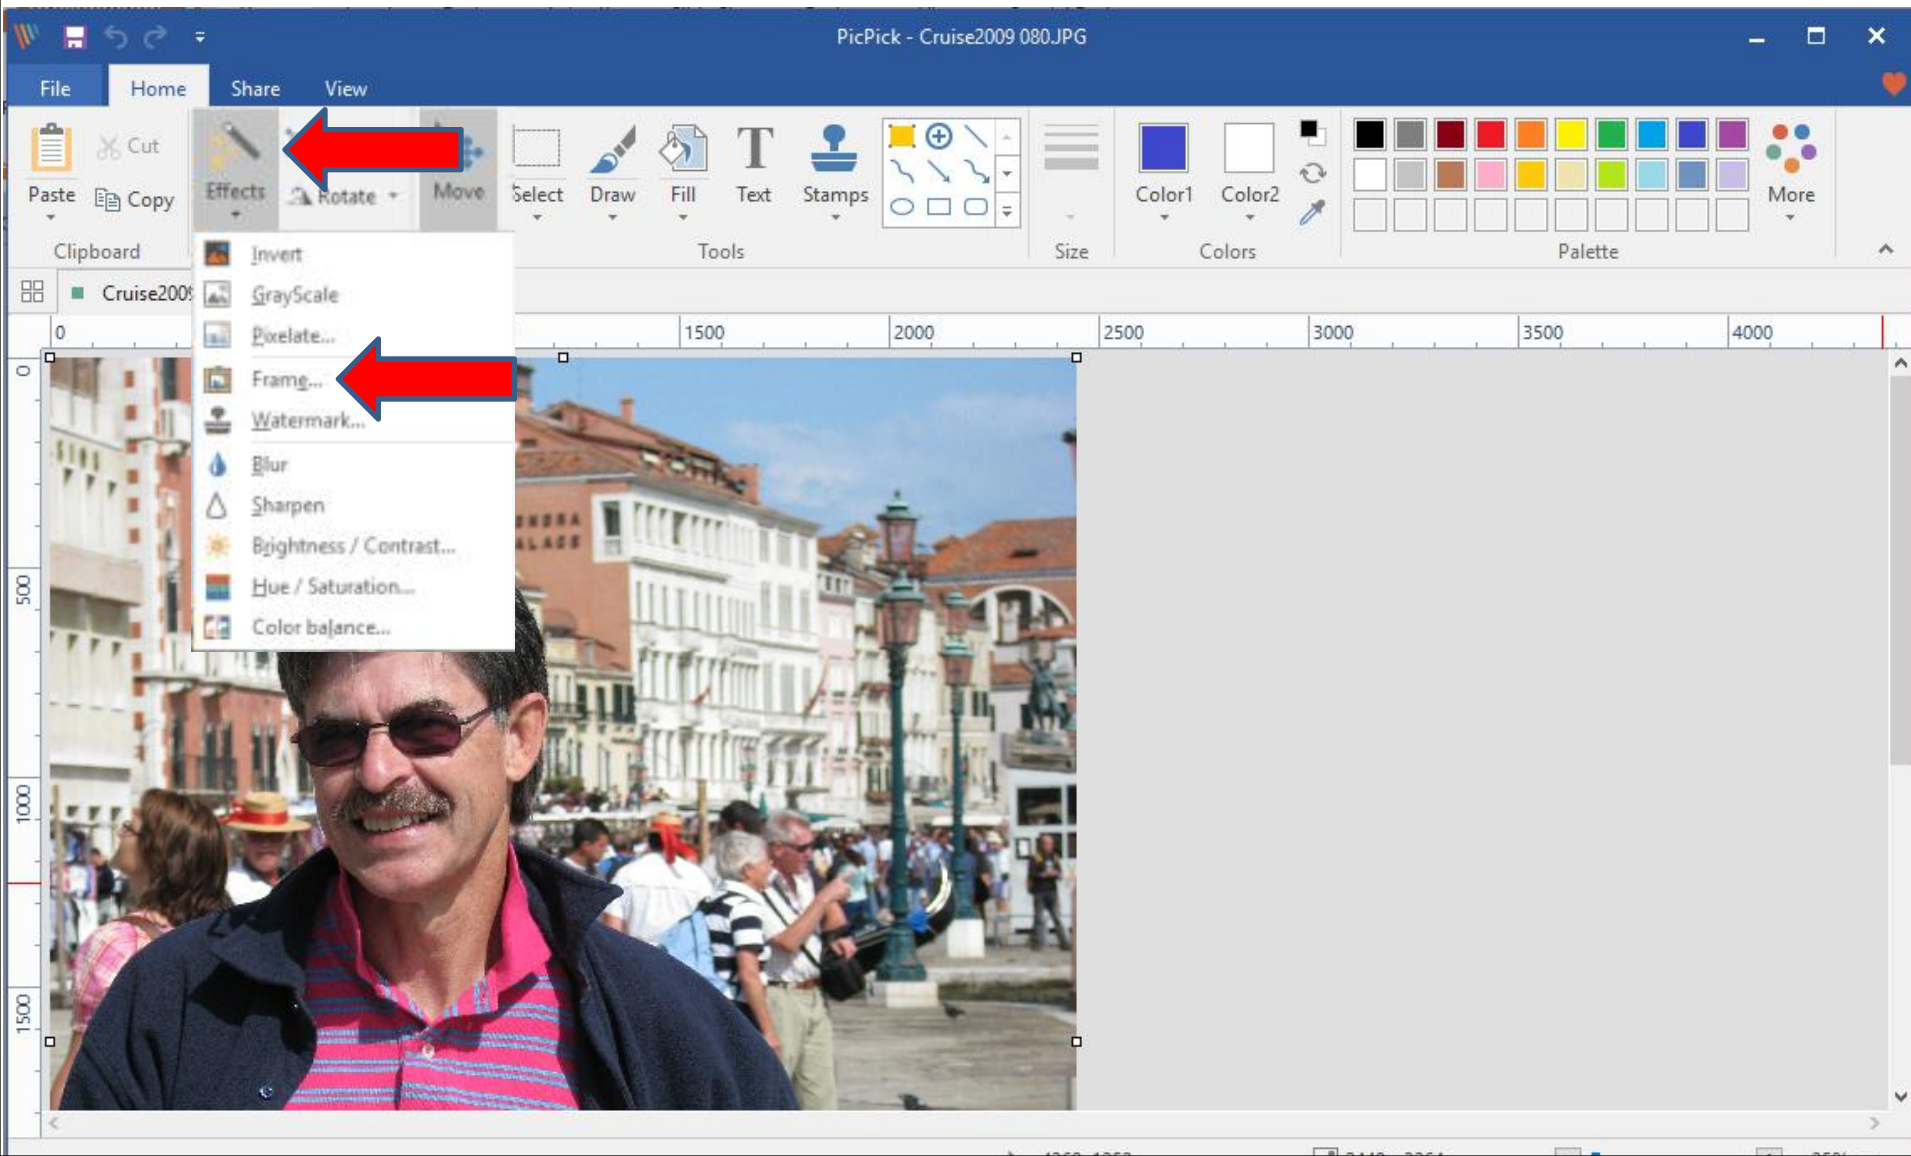 PicPick - Cruise2009 080.JPG
File Home Share View
Cut
Paste Copy
Effects
Rotate
Move
Select
Draw
Fill
Text
Stamps
Color1
Color2
More
Clipboard
Tools
Size
Colors
Palette
Cruise2009
Invert
GrayScale
Pixelate...
Frame...
Watermark...
Blur
Sharpen
Brightness / Contrast...
Hue / Saturation...
Color balance...
0 1500 2000 2500 3000 3500 4000
0
500
1000
1500